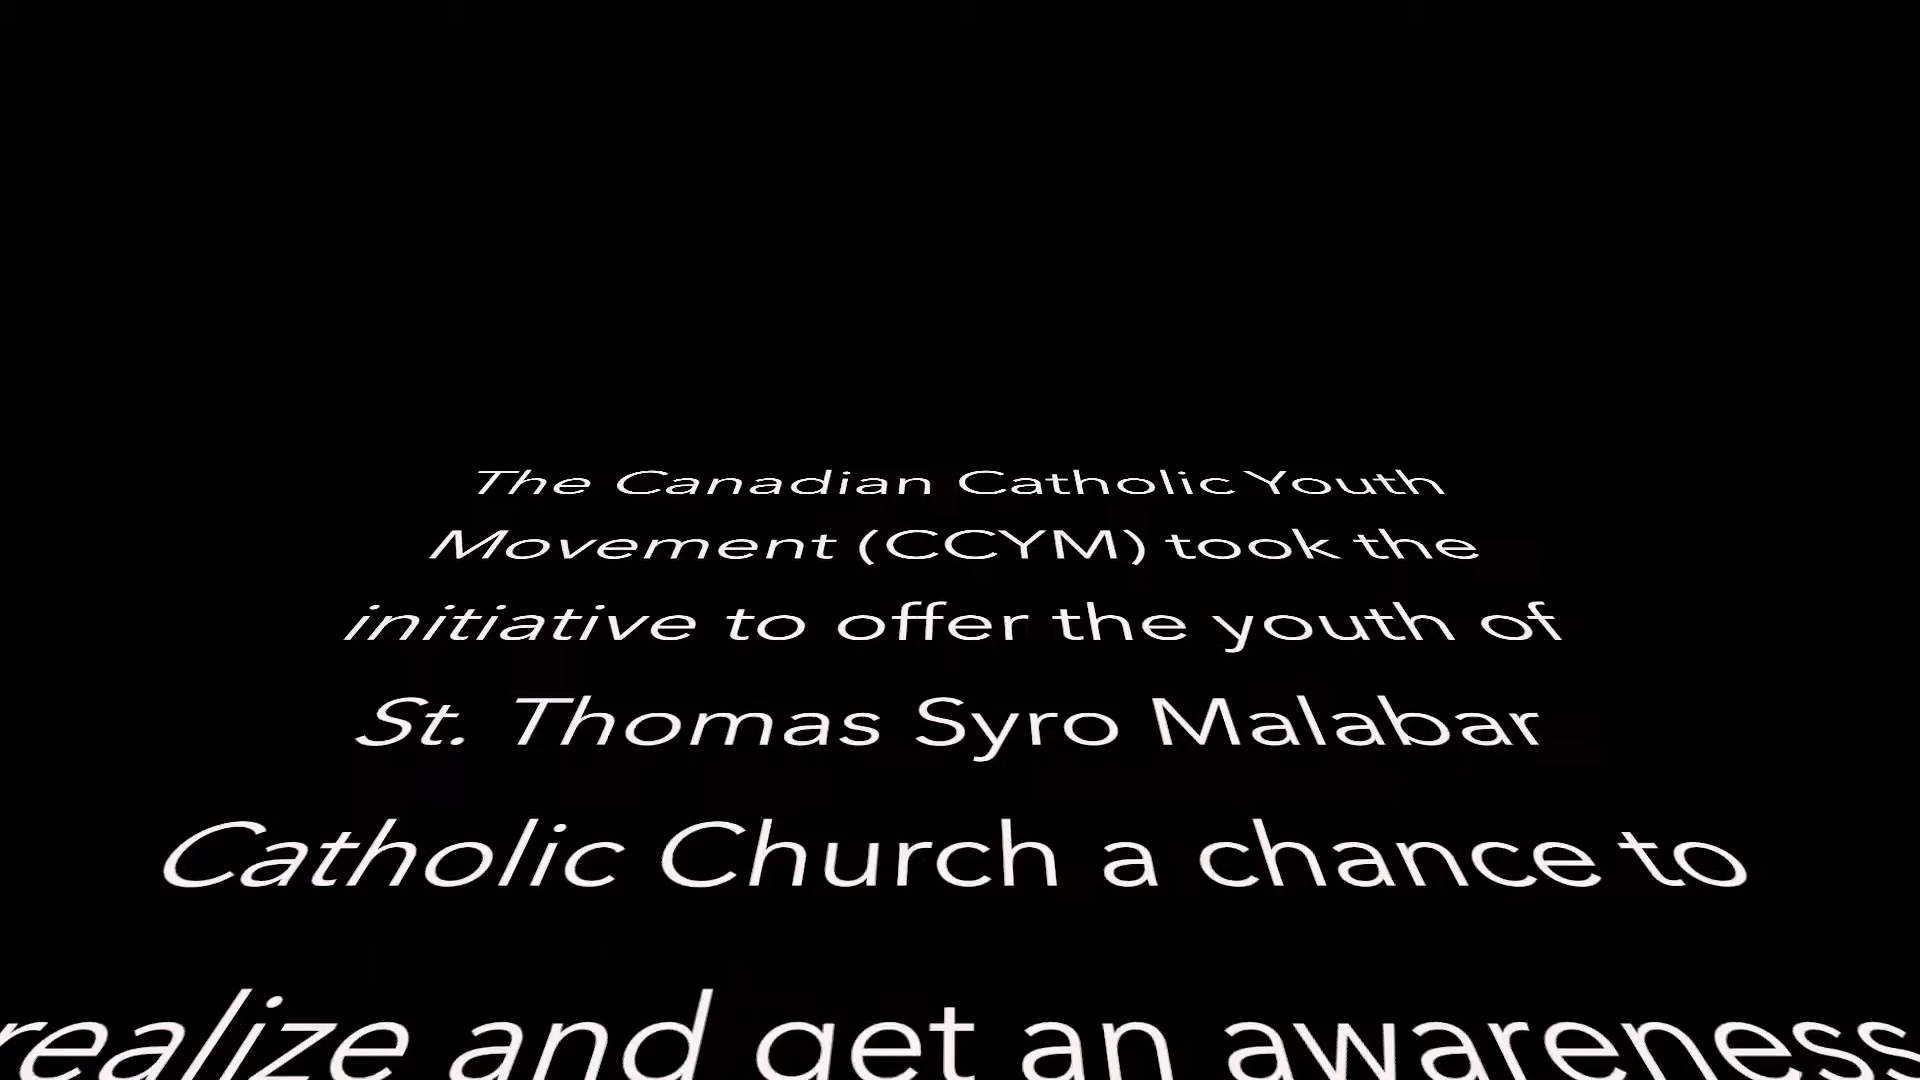 The Canadian Catholic Youth
Movement (CCYM) took the
initiative to offer the youth of
St. Thomas Syro Malabar
Catholic Church a chance to
realize and get an awareness